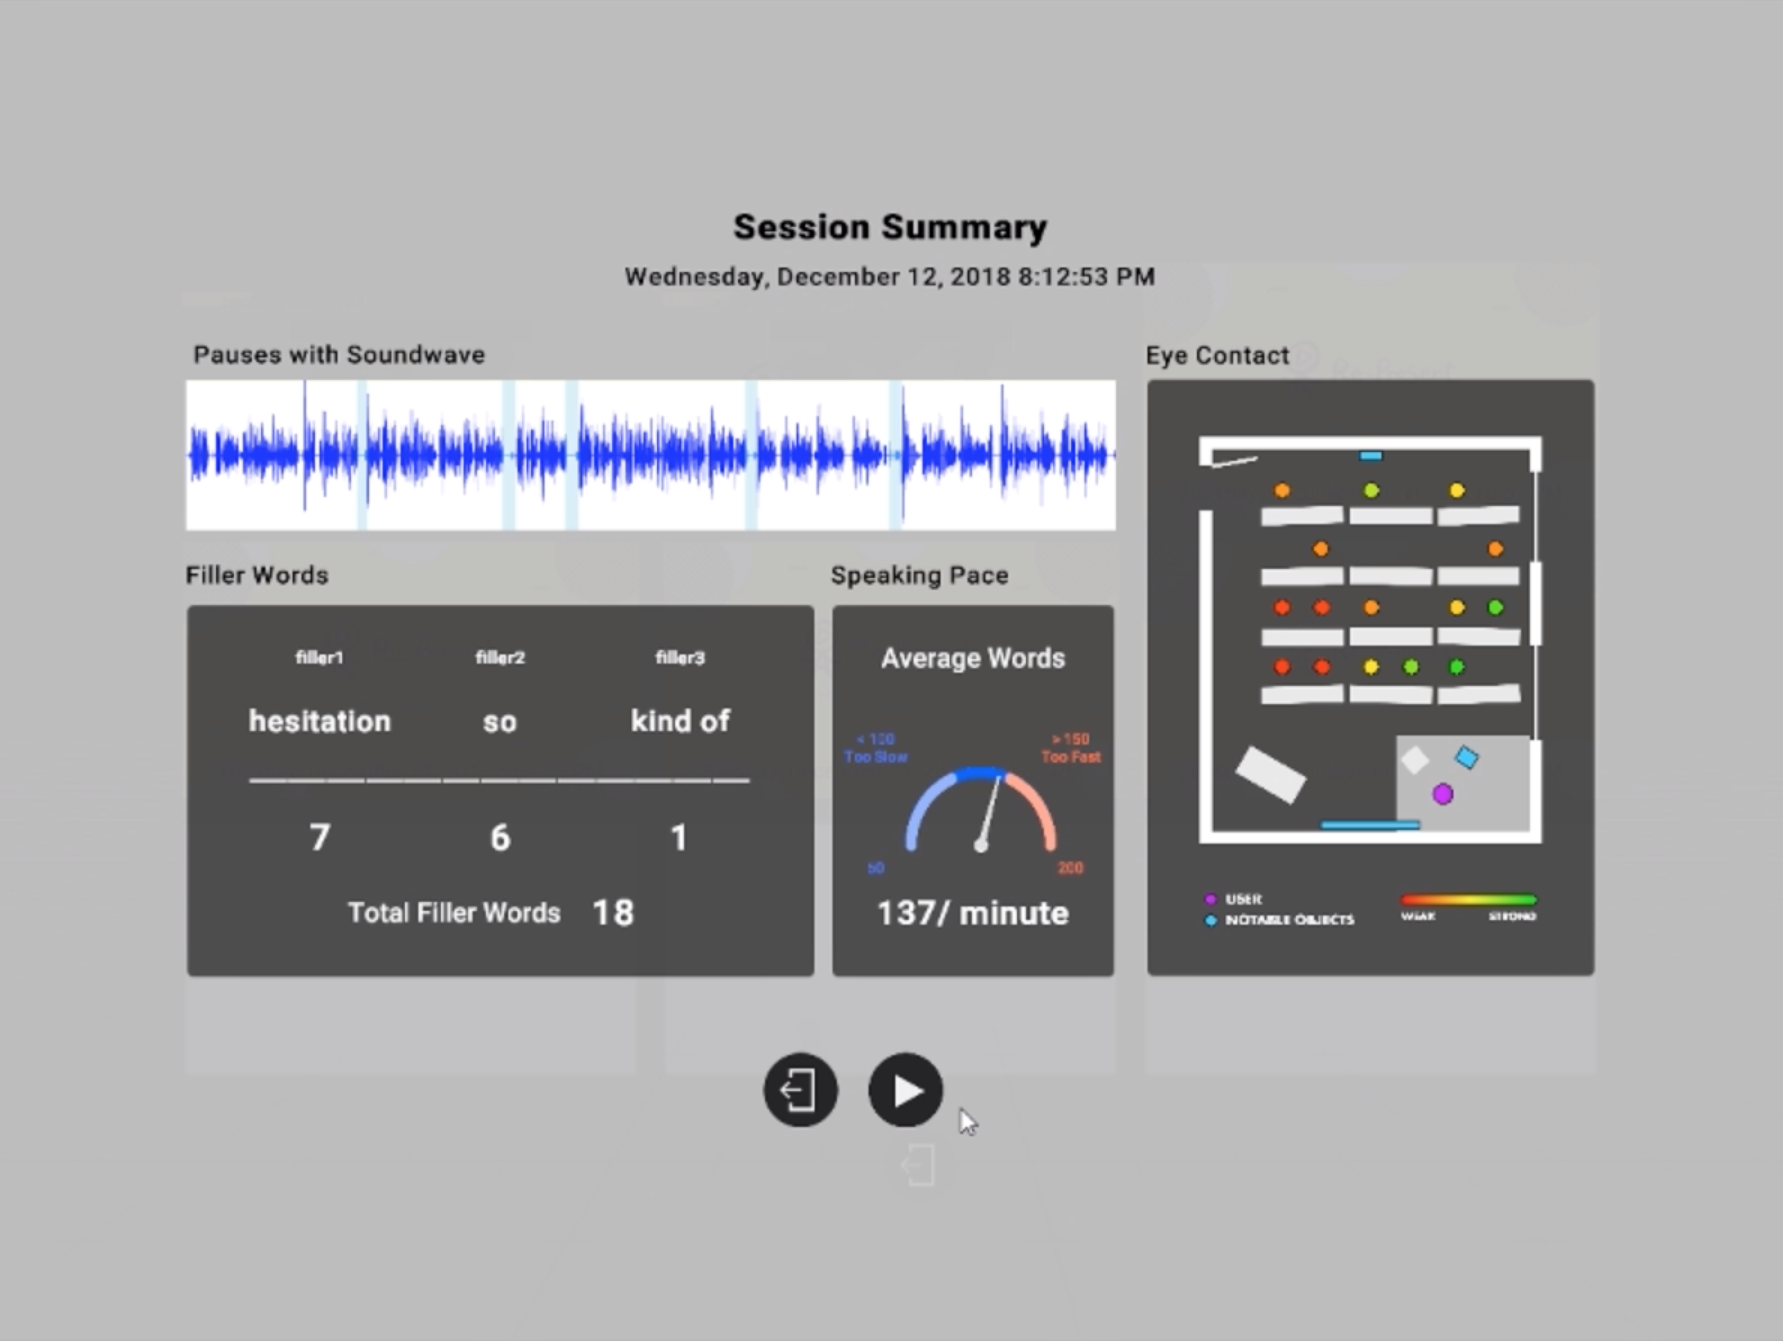 Session Summary
Wednesday, December 12, 2018 8:12:53 PM
Pauses with Soundwave
Eye Contact
Filler Words
Speaking Pace
filler1 filler2 filler3
hesitation so kind of
7 6 1
Total Filler Words 18
Average Words
< 100
Too Slow
> 150
Too Fast
50
200
137/ minute
USER
NOTABLE OBJECTS
WEAK STRONG